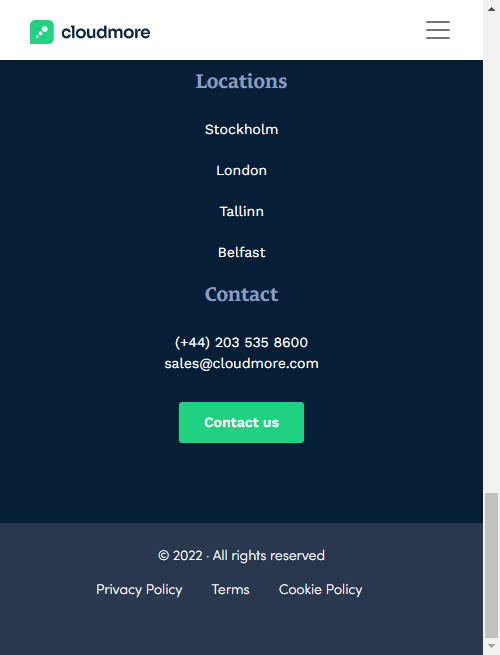 cloudmore
Locations
Stockholm
London
Tallinn
Belfast
Contact
(+44) 203 535 8600
sales@cloudmore.com
Contact us
© 2022 · All rights reserved
Privacy Policy Terms Cookie Policy